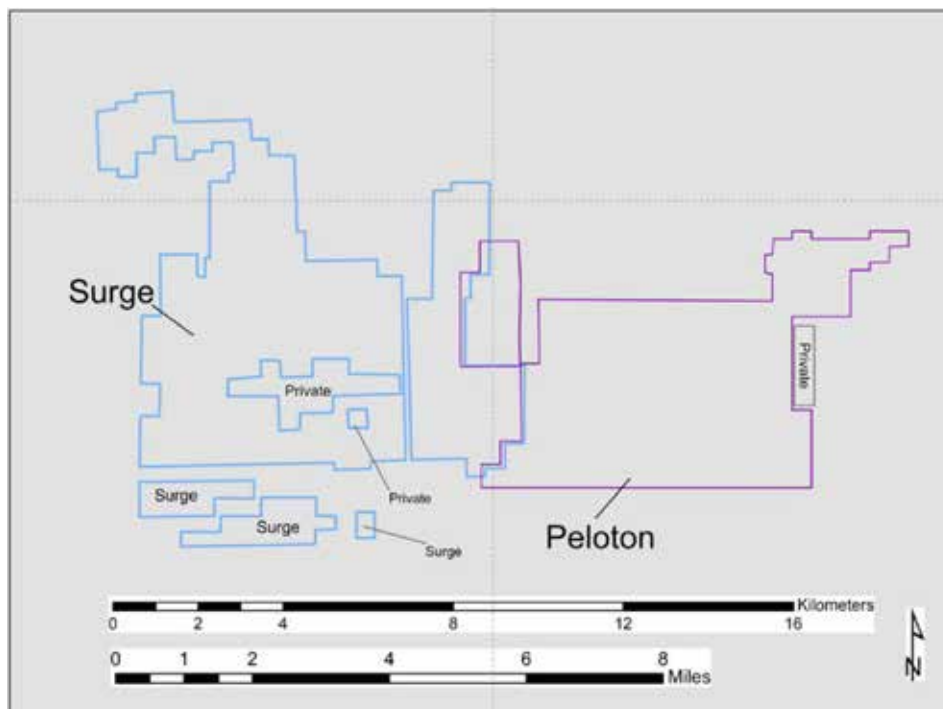 Surge
Private
Private
Private
Surge
Surge
Surge
Peloton
Kilometers
0 2 4 8 12 16
0 1 2 4 6 8
Miles
N